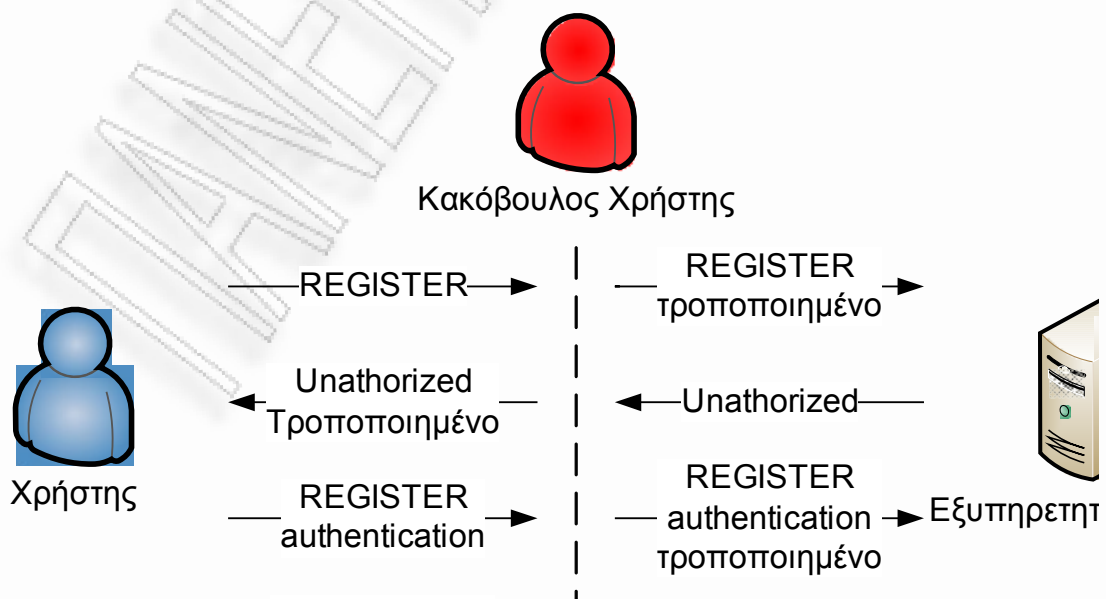 Κακόβουλος Χρήστης
REGISTER
REGISTER
τροποποιημένο
Unathorized
Τροποποιημένο
Unathorized
Χρήστης
REGISTER
authentication
REGISTER
authentication
τροποποιημένο